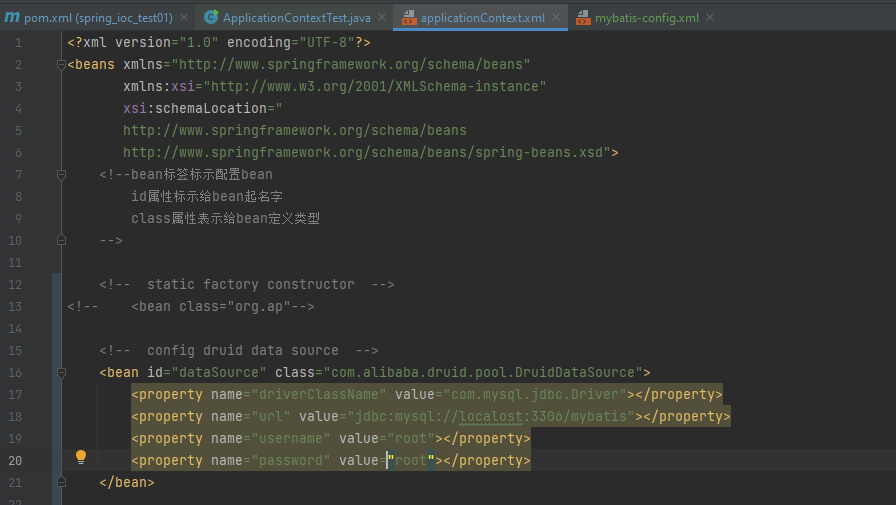 pom.xml (spring_ioc_test01) ApplicationContextTest.java applicationContext.xml mybatis-config.xml
1 <?xml version="1.0" encoding="UTF-8"?>
2 <beans xmlns="http://www.springframework.org/schema/beans"
3 xmlns:xsi="http://www.w3.org/2001/XMLSchema-instance"
4 xsi:schemaLocation="
5 http://www.springframework.org/schema/beans
6 http://www.springframework.org/schema/beans/spring-beans.xsd">
7 <!--bean标签标示配置bean
8 id属性标示给bean起名字
9 class属性表示给bean定义类型
10 -->
11
12 <!-- static factory constructor -->
13 <!-- <bean class="org.ap"-->
14
15 <!-- config druid data source -->
16 <bean id="dataSource" class="com.alibaba.druid.pool.DruidDataSource">
17 <property name="driverClassName" value="com.mysql.jdbc.Driver"></property>
18 <property name="url" value="jdbc:mysql://localost:3306/mybatis"></property>
19 <property name="username" value="root"></property>
20 <property name="password" value="root"></property>
21 </bean>
22